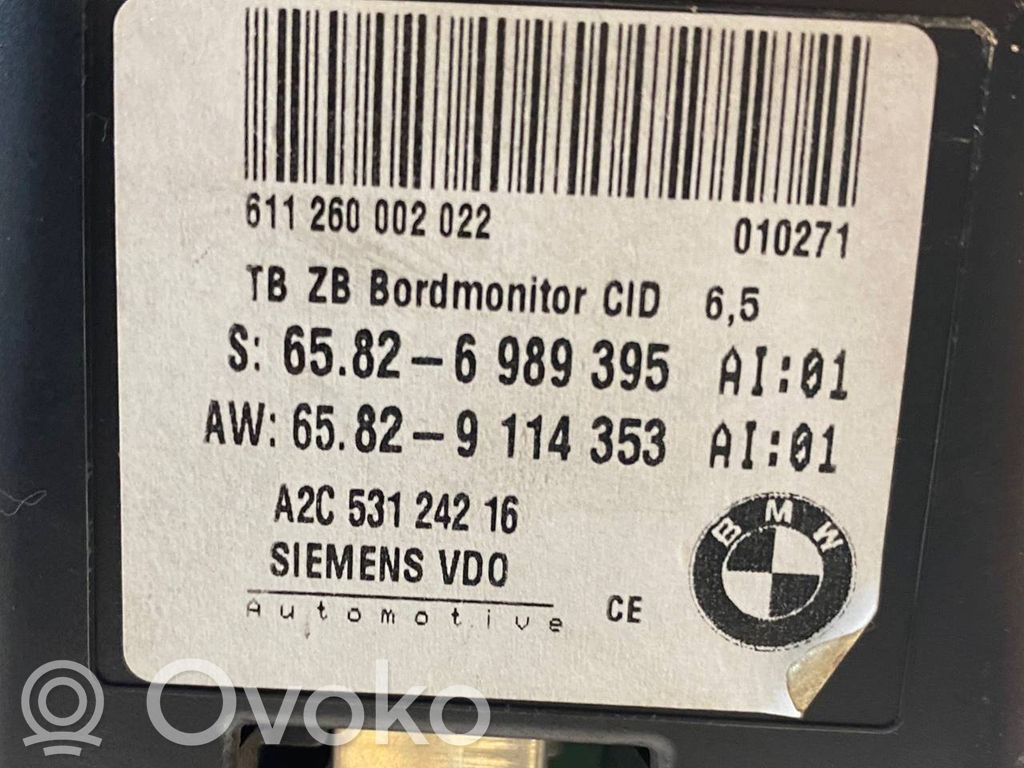 611 260 002 022 010271
TB ZB Bordmonitor CID 6,5
S: 65.82-6 989 395 AI:01
AW: 65.82-9 114 353 AI:01
A2C 531 242 16
SIEMENS VDO
Automotive CE
BMW
Ovoko